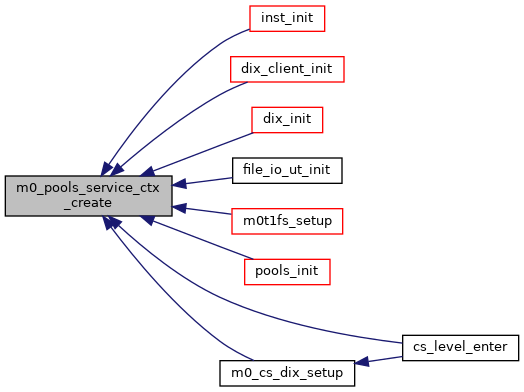 inst_init
dix_client_init
dix_init
file_io_ut_init
m0_pools_service_ctx
_create
m0t1fs_setup
pools_init
cs_level_enter
m0_cs_dix_setup